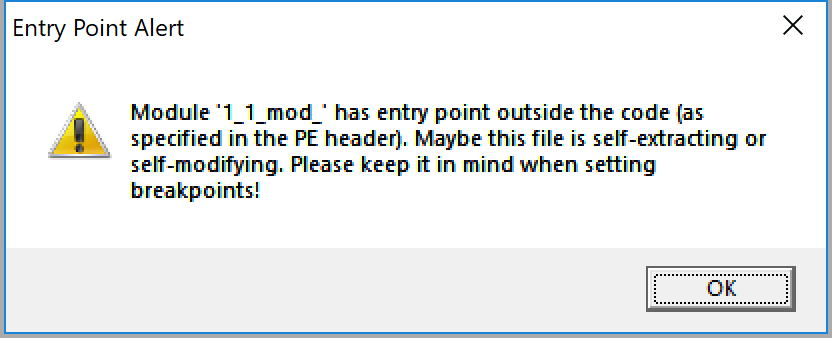 Entry Point Alert
Module '1_1_mod_' has entry point outside the code (as
specified in the PE header). Maybe this file is self-extracting or
self-modifying. Please keep it in mind when setting
breakpoints!
OK